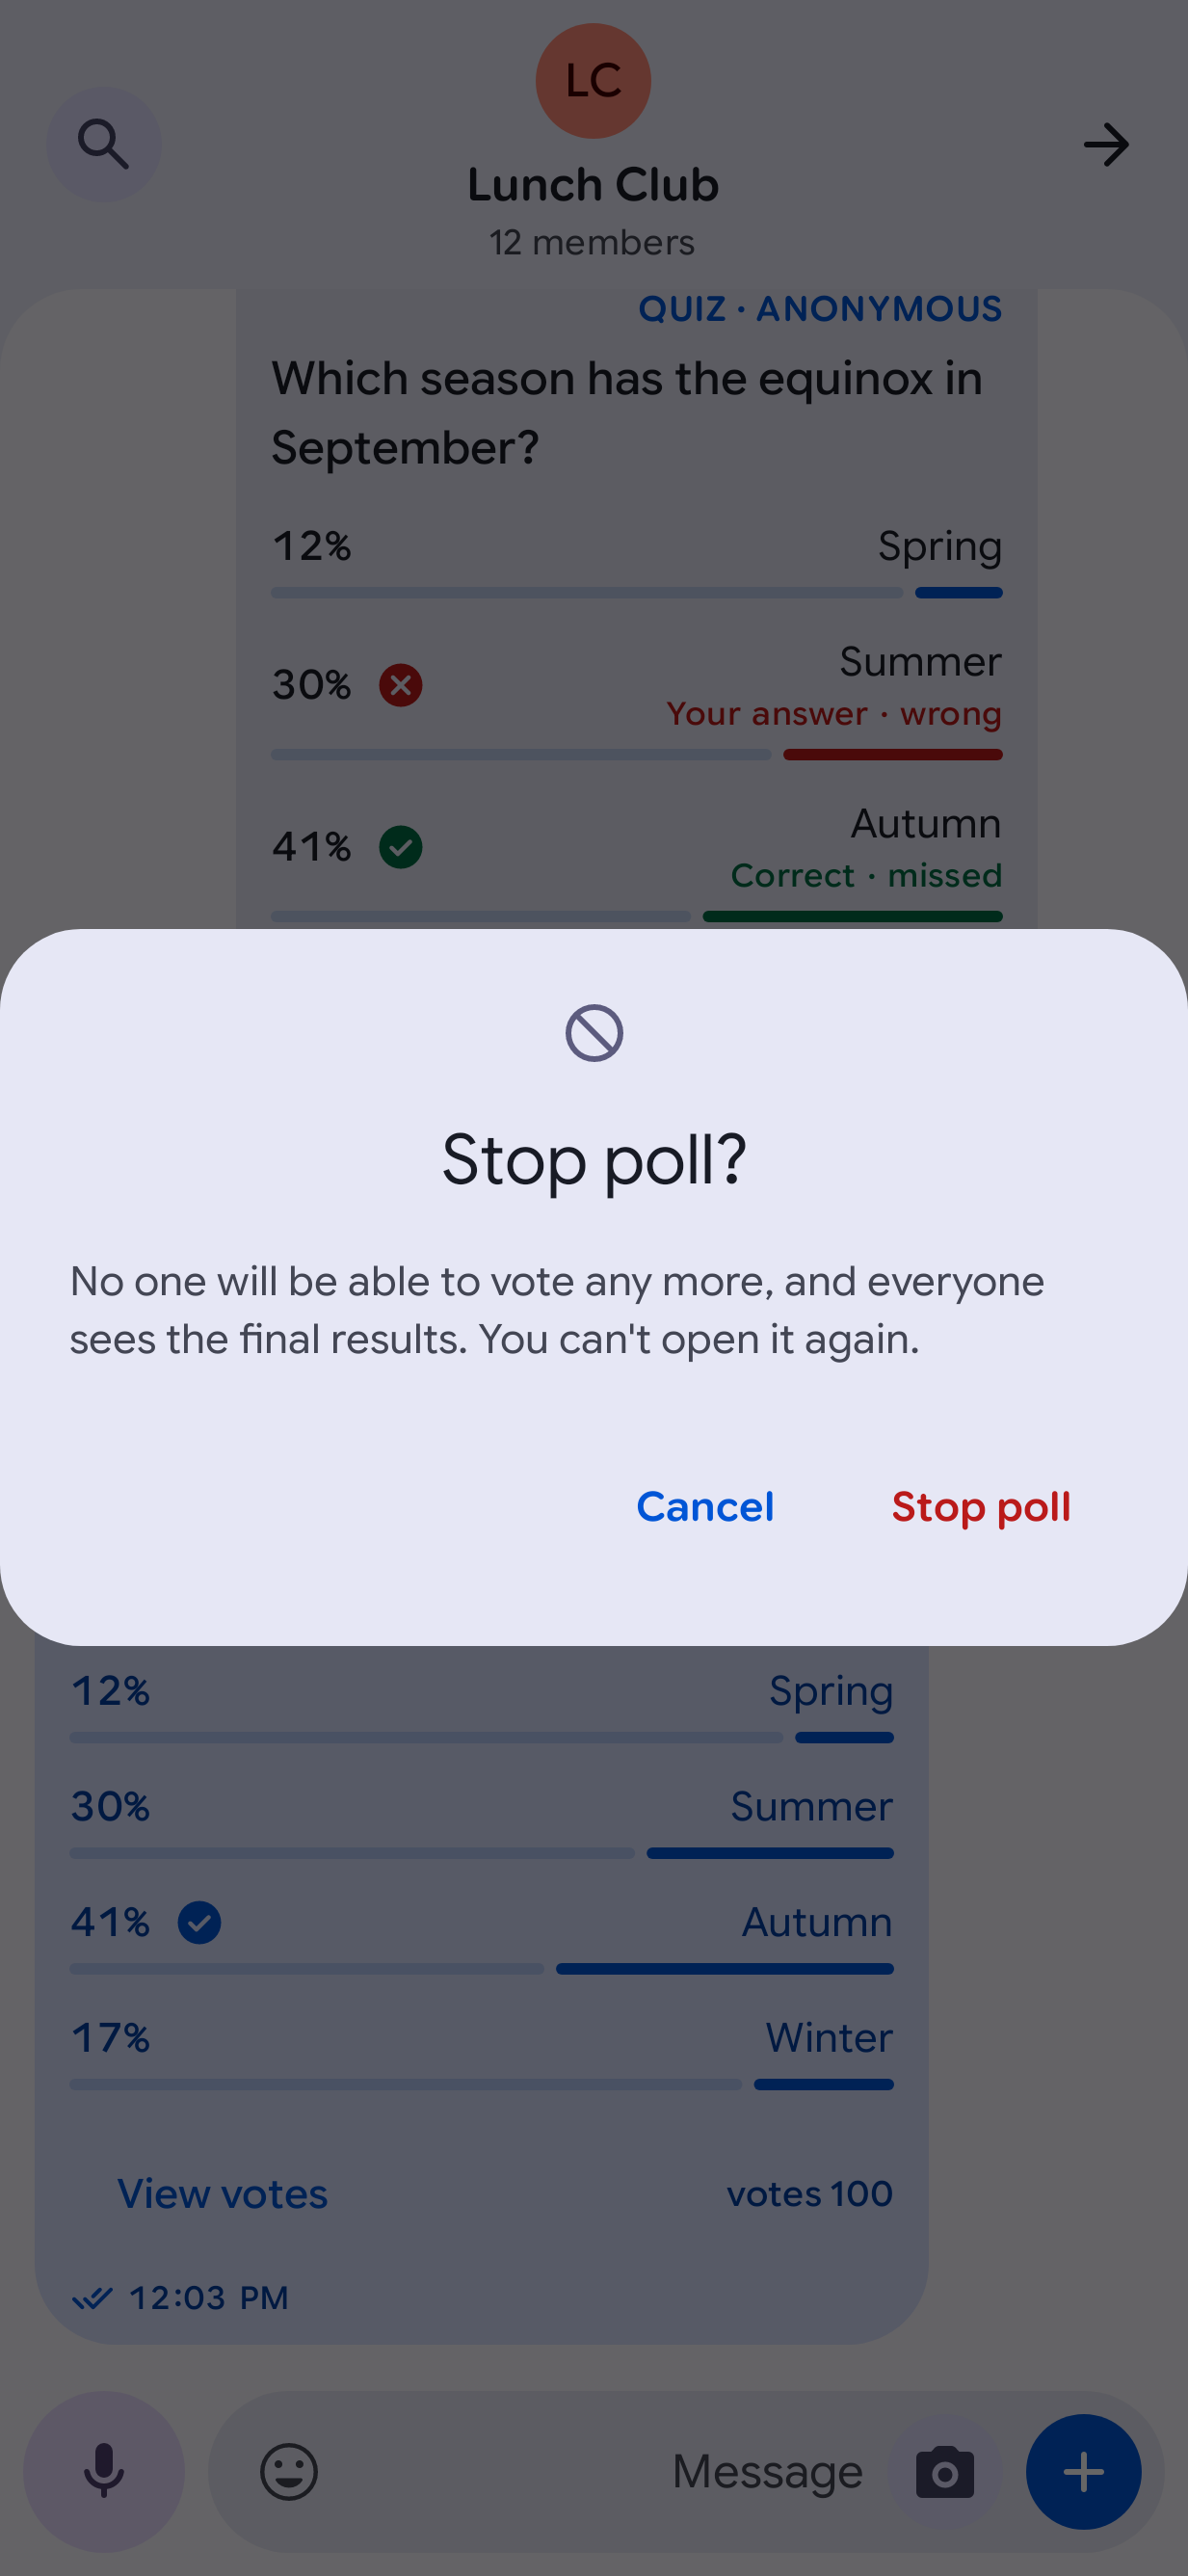 LC
Lunch Club
12 members
QUIZ · ANONYMOUS
Which season has the equinox in
September?
12% Spring
30% Summer
Your answer · wrong
41% Autumn
Correct · missed
Stop poll?
No one will be able to vote any more, and everyone
sees the final results. You can't open it again.
Cancel Stop poll
12% Spring
30% Summer
41% Autumn
17% Winter
View votes votes 100
12:03 PM
Message